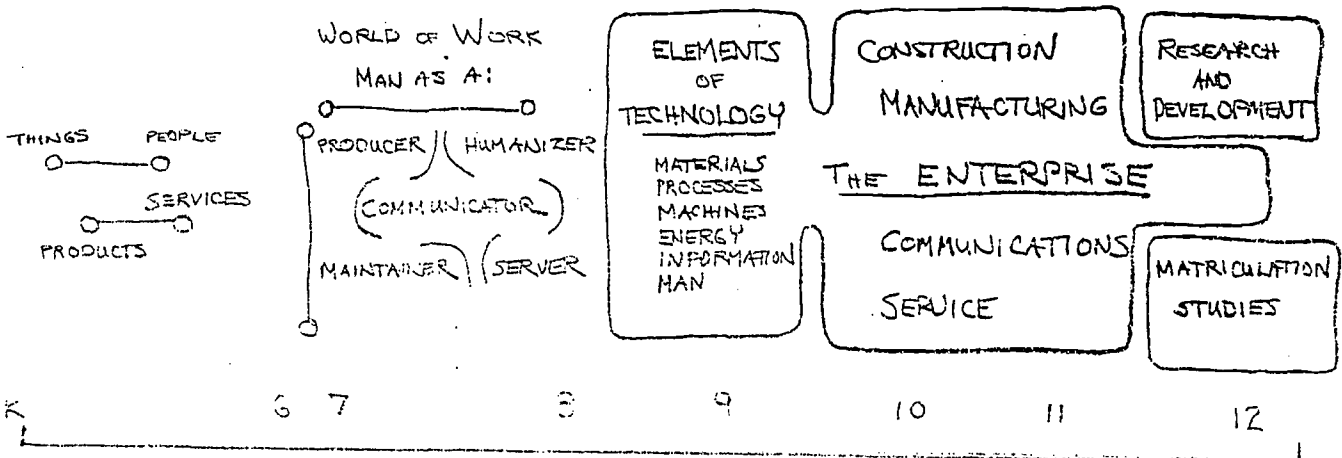 THINGS PEOPLE
SERVICES
PRODUCTS
WORLD OF WORK
MAN AS A:
PRODUCER HUMANIZER
COMMUNICATOR
MAINTAINER SERVER
ELEMENTS
OF
TECHNOLOGY
MATERIALS
PROCESSES
MACHINES
ENERGY
INFORMATION
MAN
CONSTRUCTION
MANUFACTURING
THE ENTERPRISE
COMMUNICATIONS
SERVICE
RESEARCH
AND
DEVELOPMENT
MATRICULATION
STUDIES
K 6 7 8 9 10 11 12